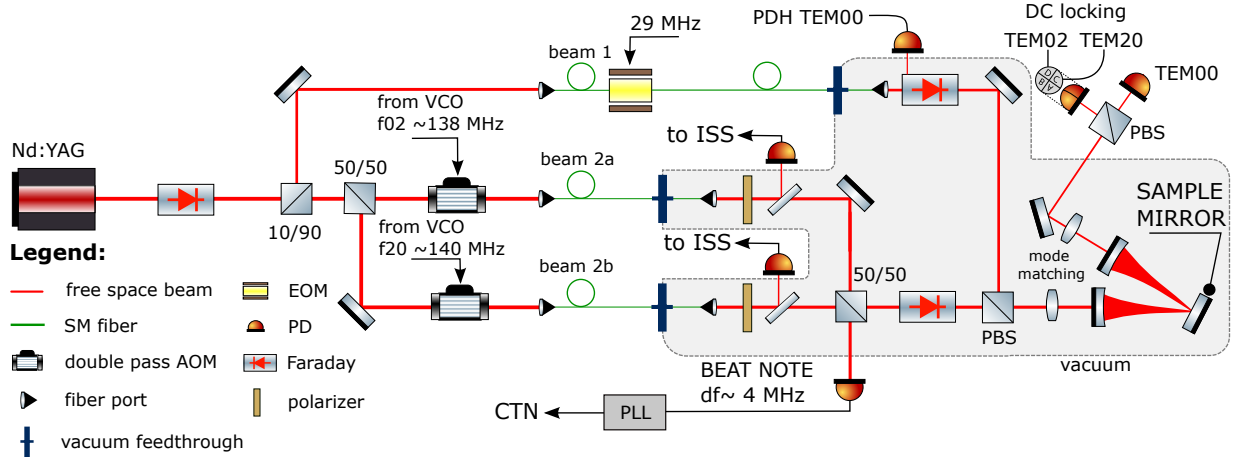 PDH TEM00
DC locking
TEM02 TEM20
29 MHz
beam 1
TEM00
D C
A B
PBS
from VCO
f02 ~138 MHz
Nd:YAG
50/50
to ISS
beam 2a
SAMPLE
MIRROR
10/90
from VCO
f20 ~140 MHz
to ISS
Legend:
beam 2b
50/50
mode
matching
free space beam
EOM
SM fiber
PD
PBS
vacuum
double pass AOM
Faraday
BEAT NOTE
df~ 4 MHz
fiber port
polarizer
CTN
PLL
vacuum feedthrough